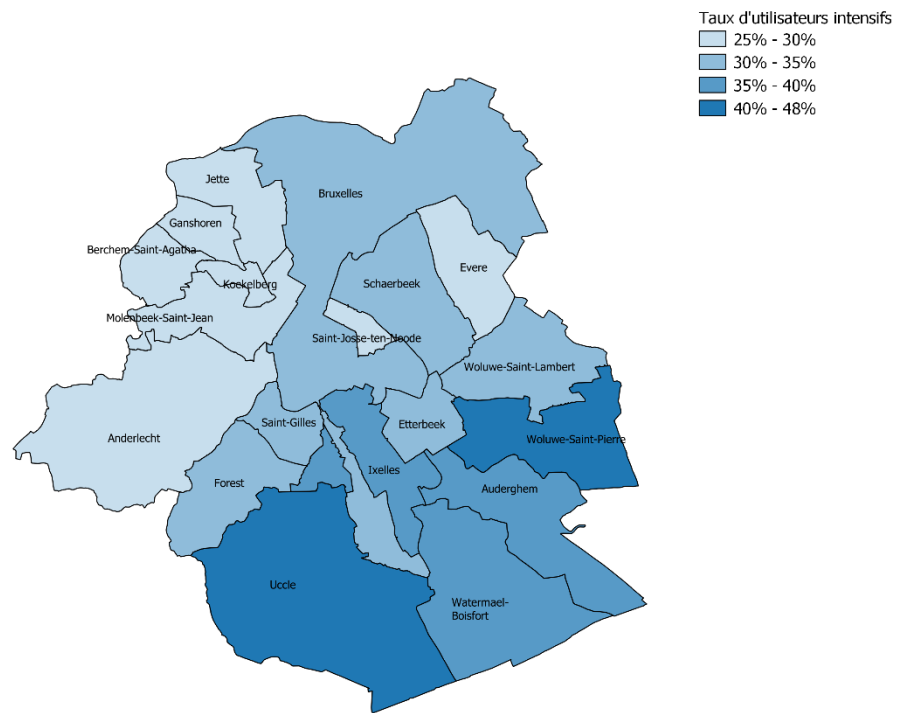 Taux d'utilisateurs intensifs
25% - 30%
30% - 35%
35% - 40%
40% - 48%
Jette
Bruxelles
Ganshoren
Berchem-Saint-Agatha
Evere
Koekelberg
Schaerbeek
Molenbeek-Saint-Jean
Saint-Josse-ten-Noode
Woluwe-Saint-Lambert
Saint-Gilles
Etterbeek
Anderlecht
Woluwe-Saint-Pierre
Ixelles
Forest
Auderghem
Uccle
Watermael-
Boisfort